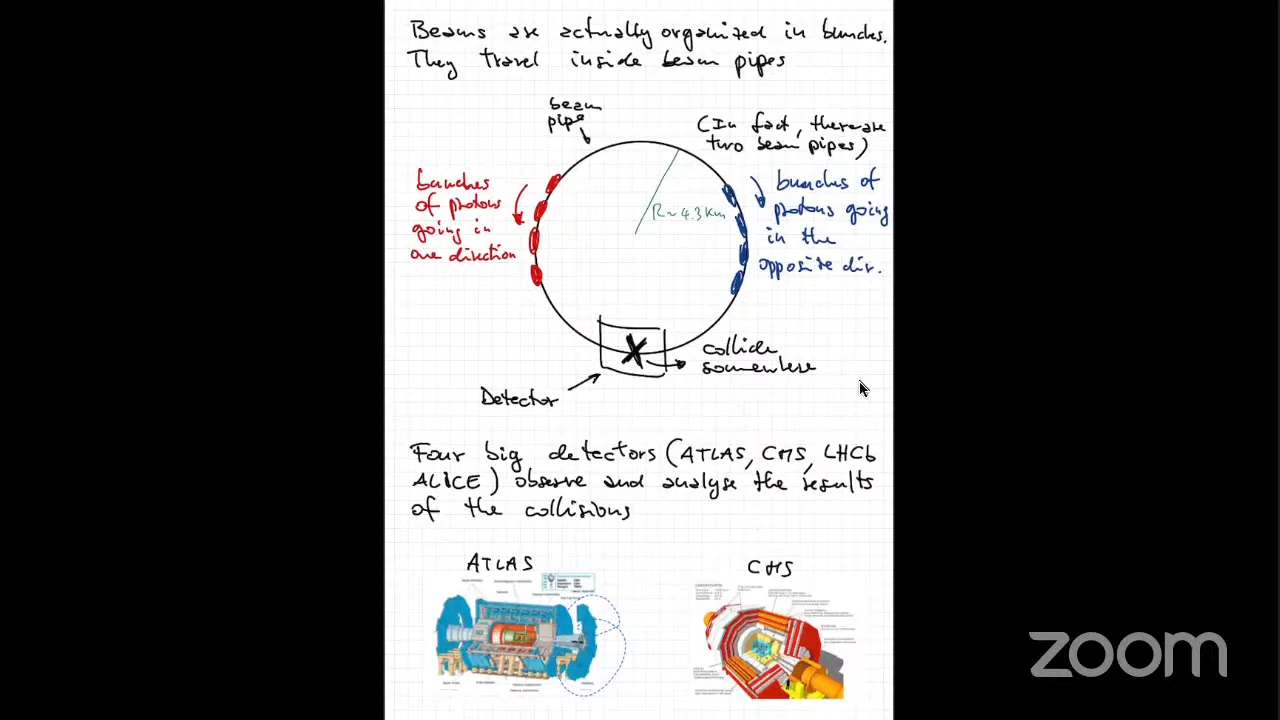 Beams are actually organized in bunches.
They travel inside beam pipes
beam
pipe
(In fact, there are
two beam pipes)
bunches
of protons
going in
one direction
R~4.3 km
bunches of
protons going
in the
opposite dir.
collide
somewhere
Detector
Four big detectors (ATLAS, CMS, LHCb
ALICE) observe and analyse the results
of the collisions
ATLAS
CMS
zoom